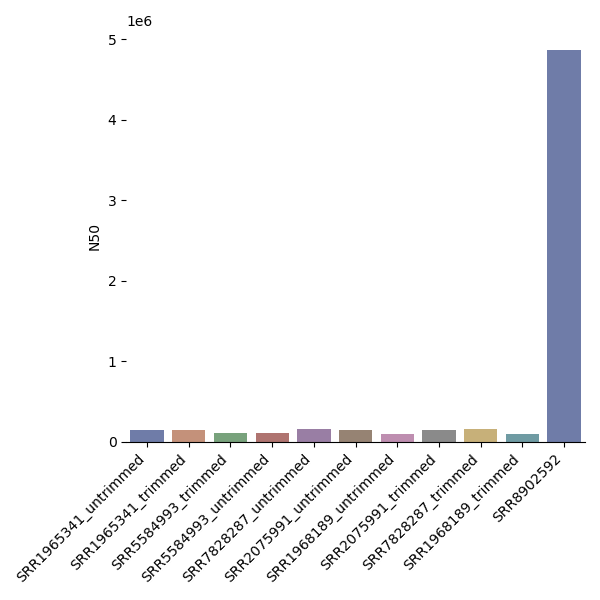 1e6
5
4
3
2
1
0
N50
SRR1965341_untrimmed
SRR1965341_trimmed
SRR5584993_trimmed
SRR5584993_untrimmed
SRR7828287_untrimmed
SRR2075991_untrimmed
SRR1968189_untrimmed
SRR2075991_trimmed
SRR7828287_trimmed
SRR1968189_trimmed
SRR8902592